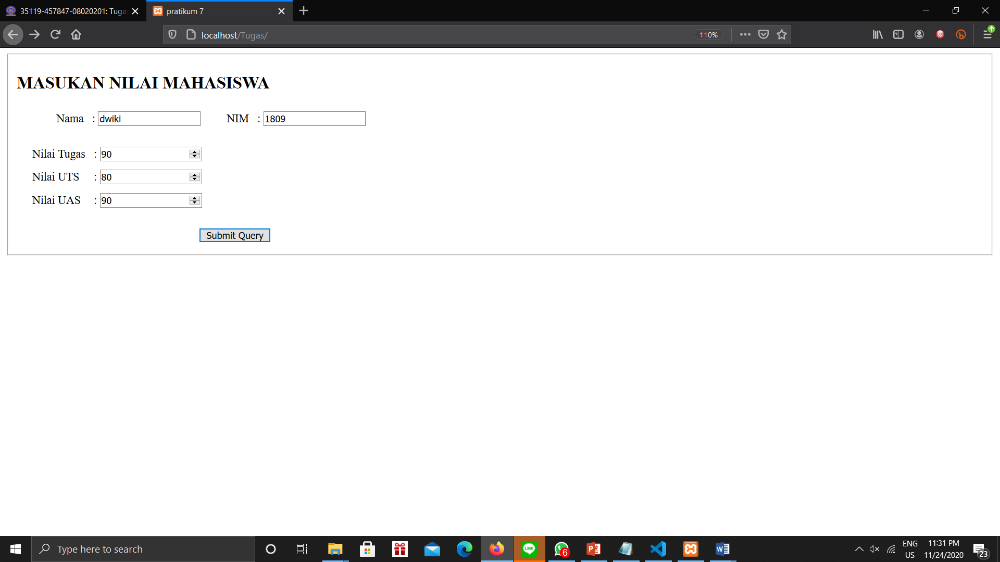 35119-457847-08020201: Tuga
pratikum 7
localhost/Tugas/
110%
MASUKAN NILAI MAHASISWA
Nama : dwiki NIM : 1809
Nilai Tugas : 90
Nilai UTS : 80
Nilai UAS : 90
Submit Query
Type here to search
LINE
6
ENG
US
11:31 PM
11/24/2020
23